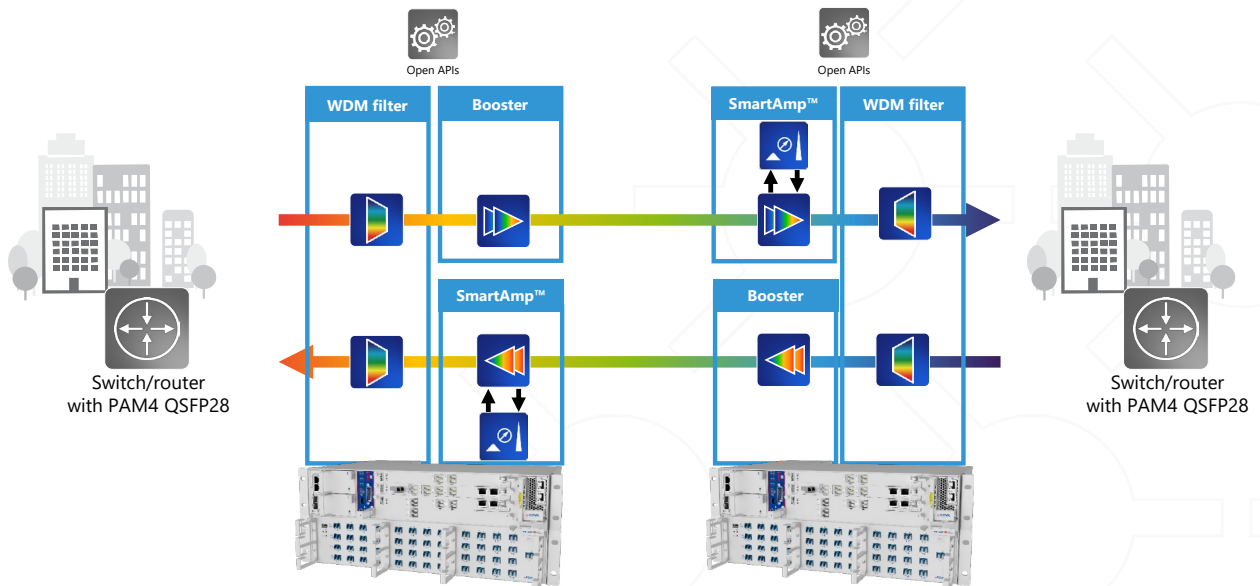 Open APIs
Open APIs
WDM filter
Booster
SmartAmp™
WDM filter
SmartAmp™
Booster
Switch/router
with PAM4 QSFP28
Switch/router
with PAM4 QSFP28